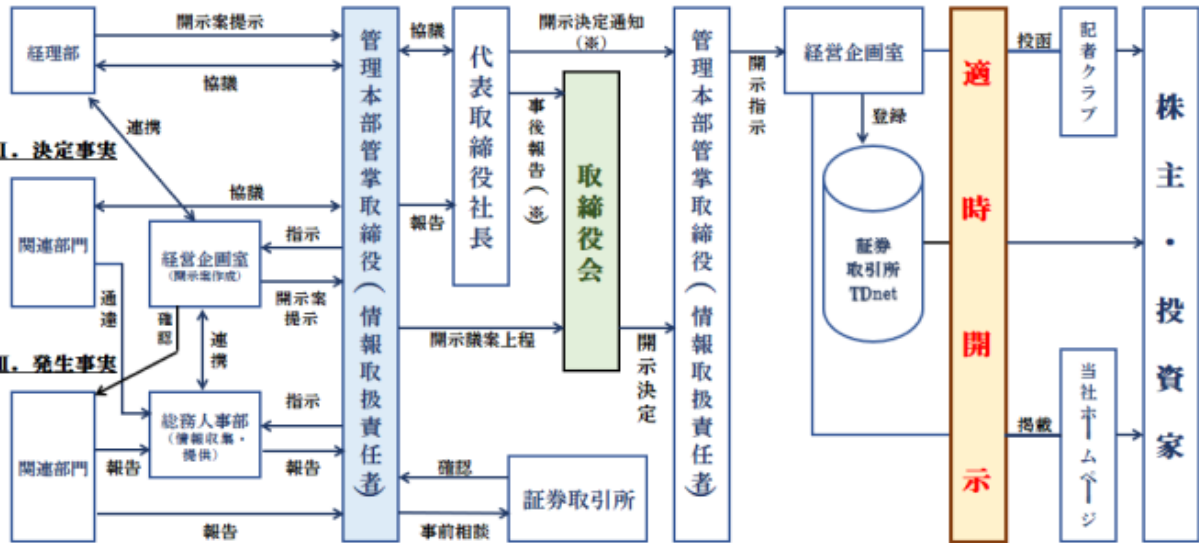 経理部
開示案提示
協議
連携
Ⅱ. 決定事実
関連部門
協議
経営企画室
(開示案作成)
指示
開示案
提示
通達
確認
連携
Ⅲ. 発生事実
関連部門
総務人事部
(情報収集・
提供)
指示
報告
報告
報告
管理本部管掌取締役(情報取扱責任者)
協議
報告
代表取締役社長
開示決定通知
(※)
事後報告(※)
取締役会
開示議案上程
開示決定
確認
事前相談
証券取引所
管理本部管掌取締役(情報取扱責任者)
開示指示
経営企画室
登録
証券
取引所
TDnet
適時開示
投函
記者クラブ
掲載
当社ホームページ
株主・投資家